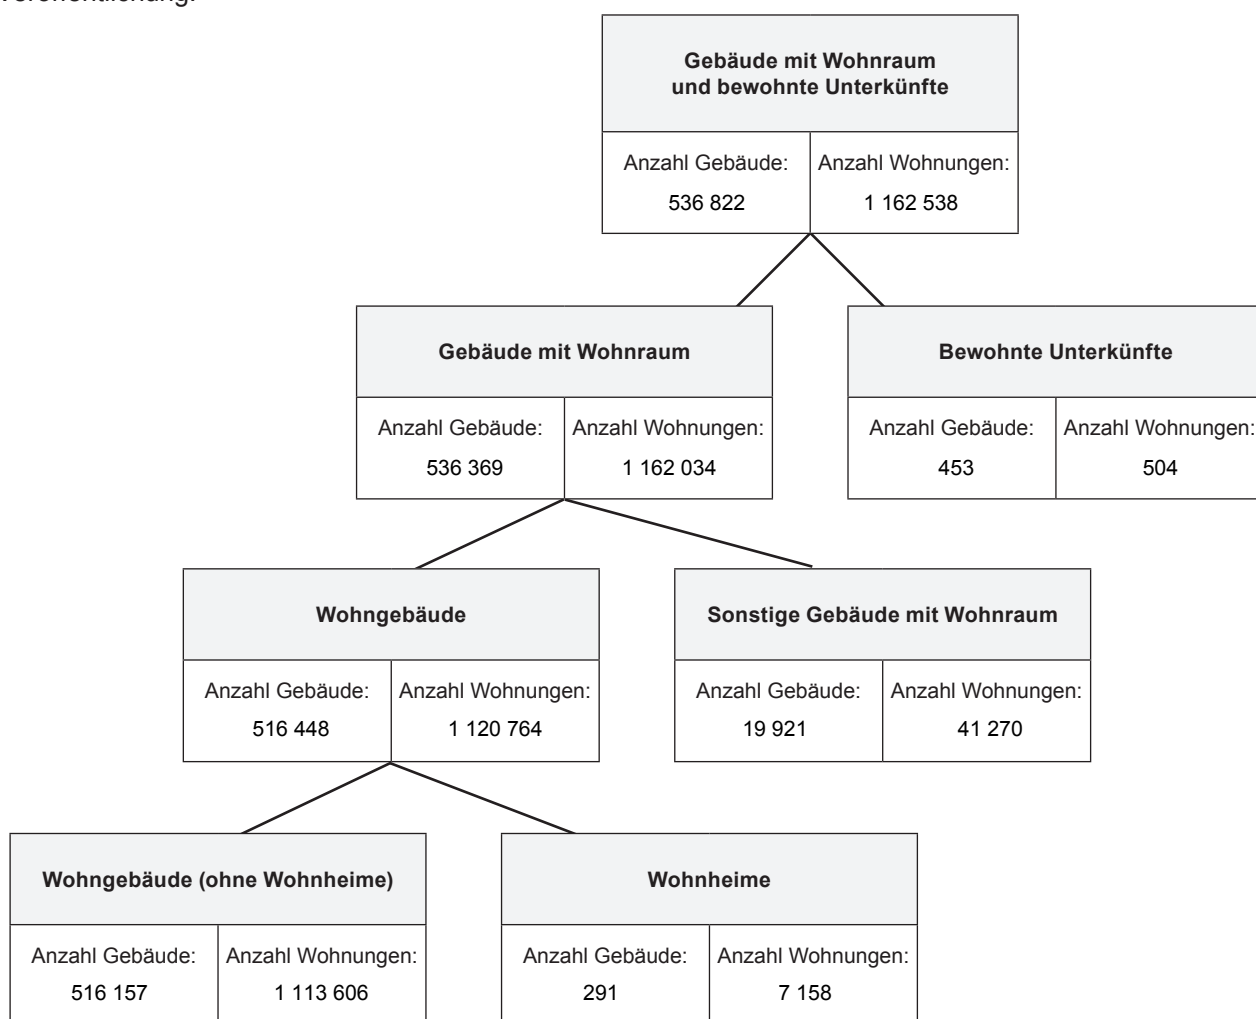 Veröffentlichung.
Gebäude mit Wohnraum
und bewohnte Unterkünfte
Anzahl Gebäude: Anzahl Wohnungen:
536 822 1 162 538
Gebäude mit Wohnraum Bewohnte Unterkünfte
Anzahl Gebäude: Anzahl Wohnungen: Anzahl Gebäude: Anzahl Wohnungen:
536 369 1 162 034 453 504
Wohngebäude Sonstige Gebäude mit Wohnraum
Anzahl Gebäude: Anzahl Wohnungen: Anzahl Gebäude: Anzahl Wohnungen:
516 448 1 120 764 19 921 41 270
Wohngebäude (ohne Wohnheime) Wohnheime
Anzahl Gebäude: Anzahl Wohnungen: Anzahl Gebäude: Anzahl Wohnungen:
516 157 1 113 606 291 7 158